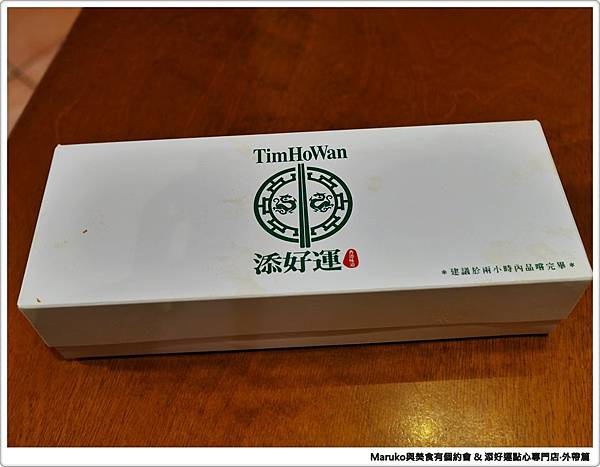 TimHoWan
添好運
*建議於兩小時內品嚐完畢*
Maruko與美食有個約會 & 添好運點心專門店-外帶篇